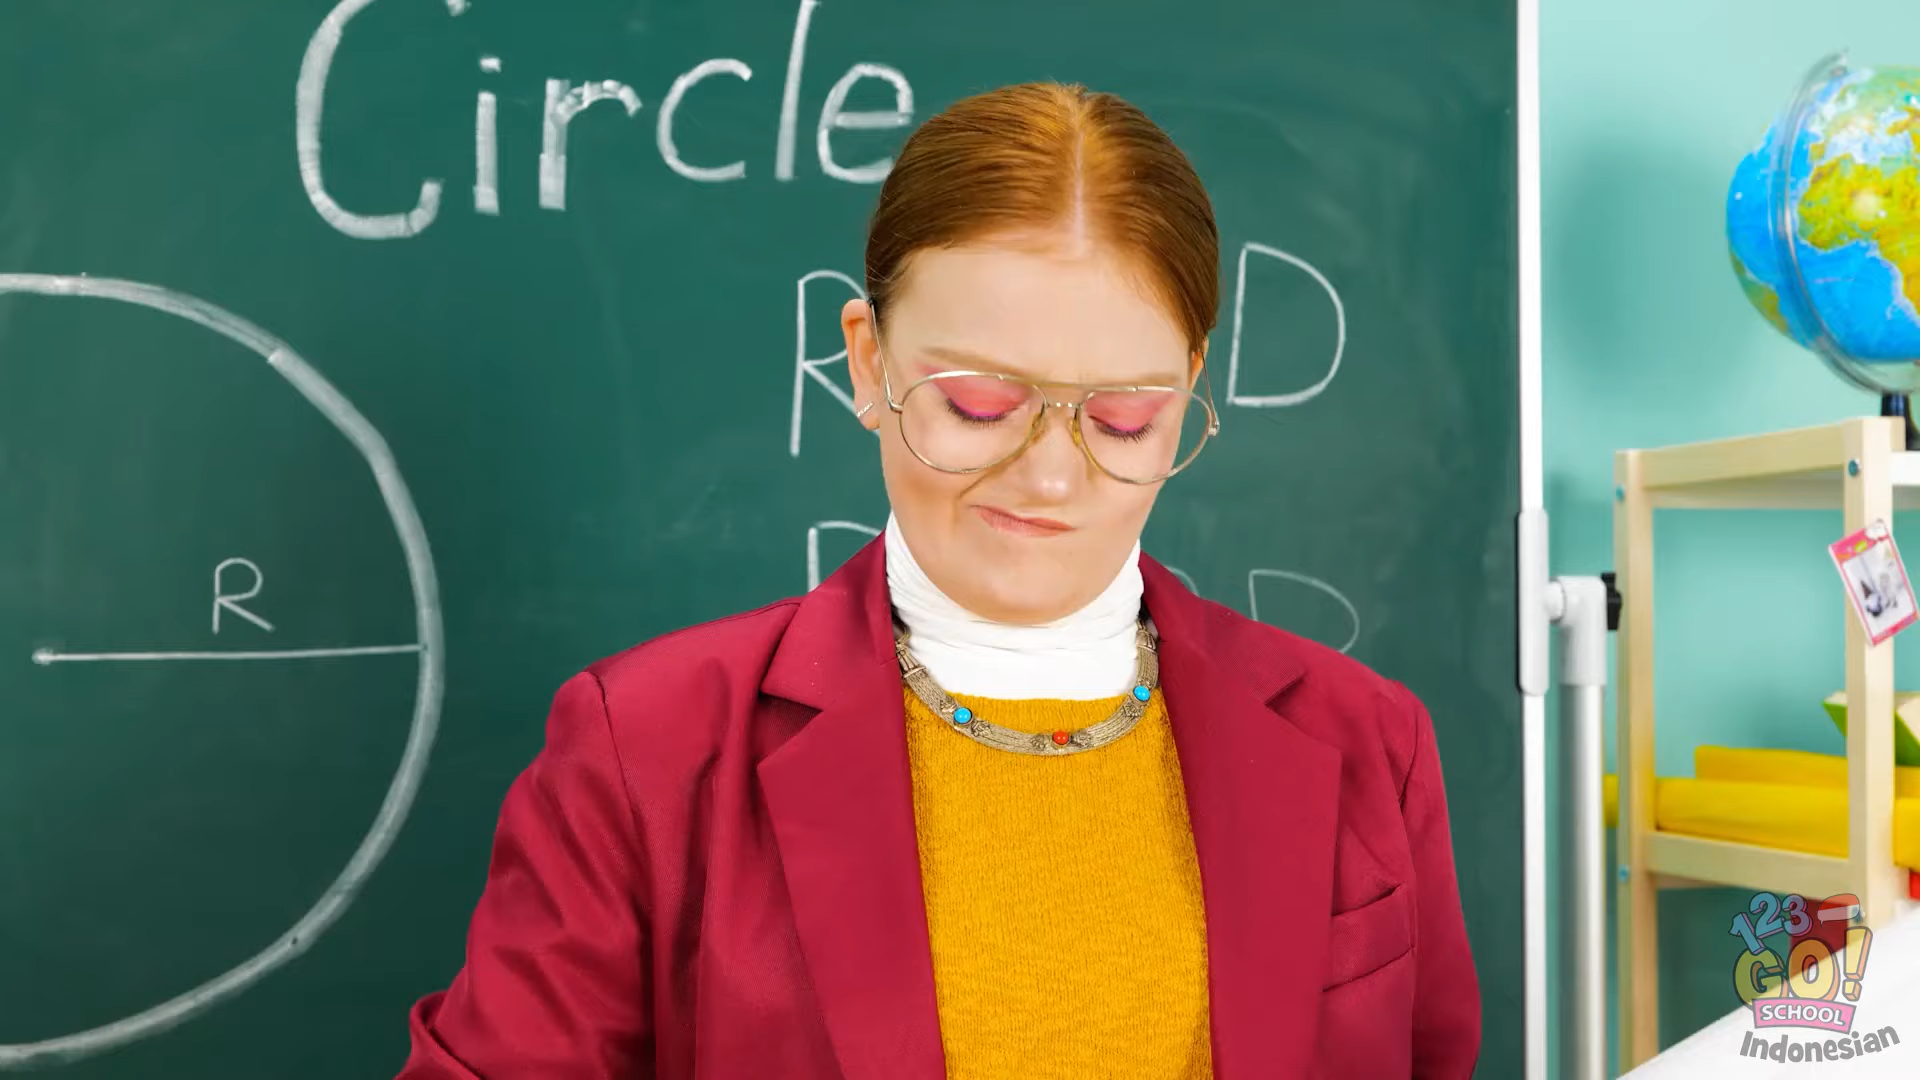 Circle
R D
R
123
GO!
SCHOOL
Indonesian